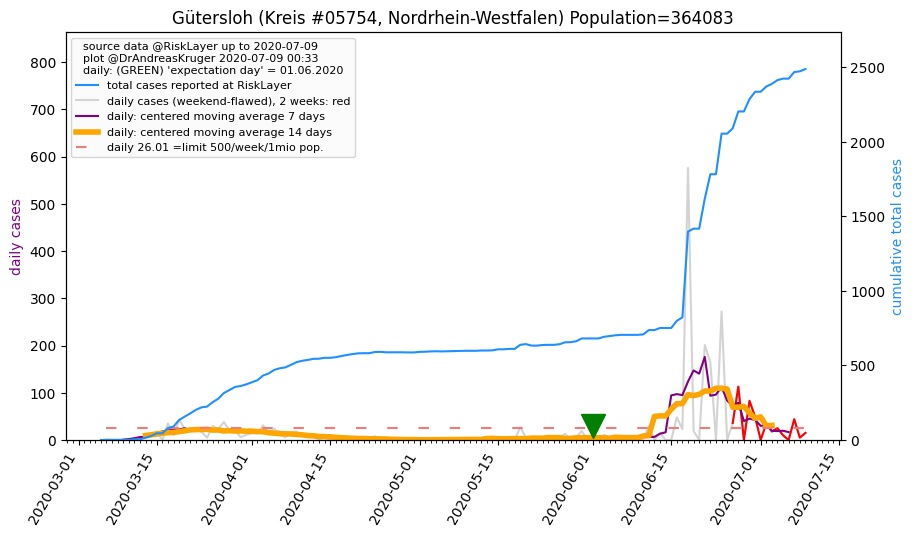 Gütersloh (Kreis #05754, Nordrhein-Westfalen) Population=364083
source data @RiskLayer up to 2020-07-09
plot @DrAndreasKruger 2020-07-09 00:33
daily: (GREEN) 'expectation day' = 01.06.2020
total cases reported at RiskLayer
daily cases (weekend-flawed), 2 weeks: red
daily: centered moving average 7 days
daily: centered moving average 14 days
daily 26.01 =limit 500/week/1mio pop.
daily cases
800
700
600
500
400
300
200
100
0
cumulative total cases
2500
2000
1500
1000
500
0
2020-03-01
2020-03-15
2020-04-01
2020-04-15
2020-05-01
2020-05-15
2020-06-01
2020-06-15
2020-07-01
2020-07-15